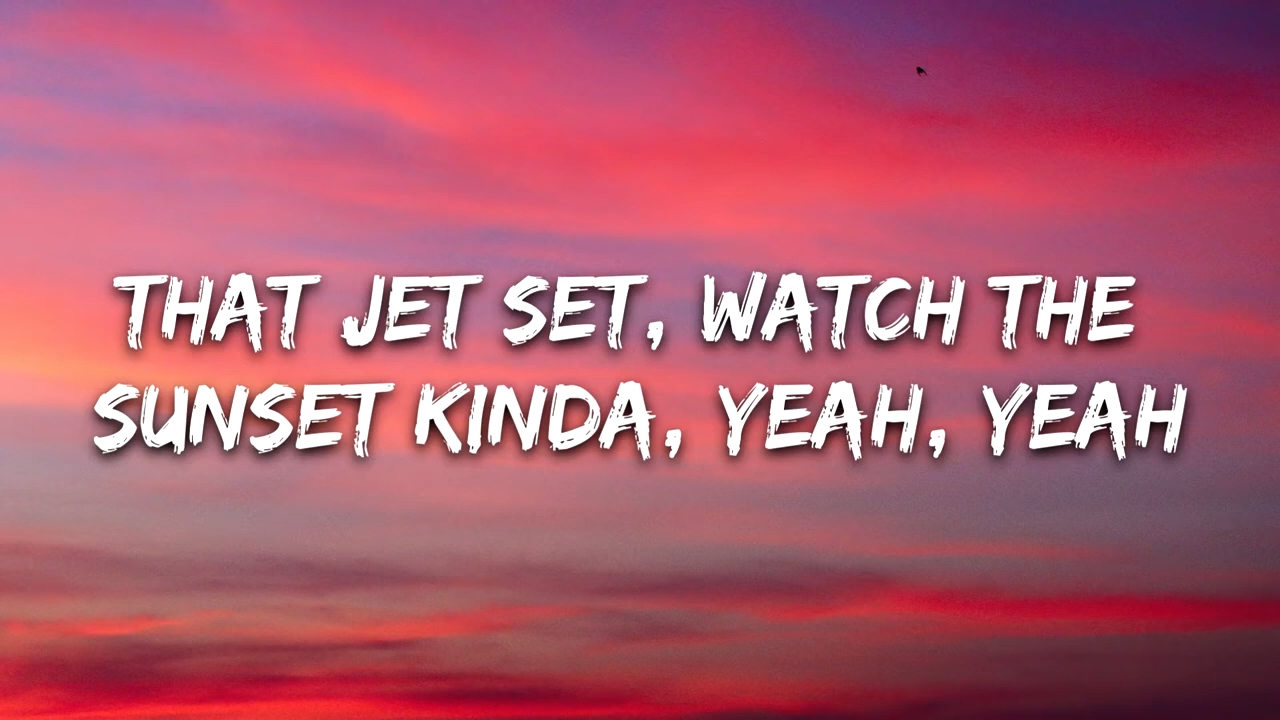 THAT JET SET, WATCH THE
SUNSET KINDA, YEAH, YEAH